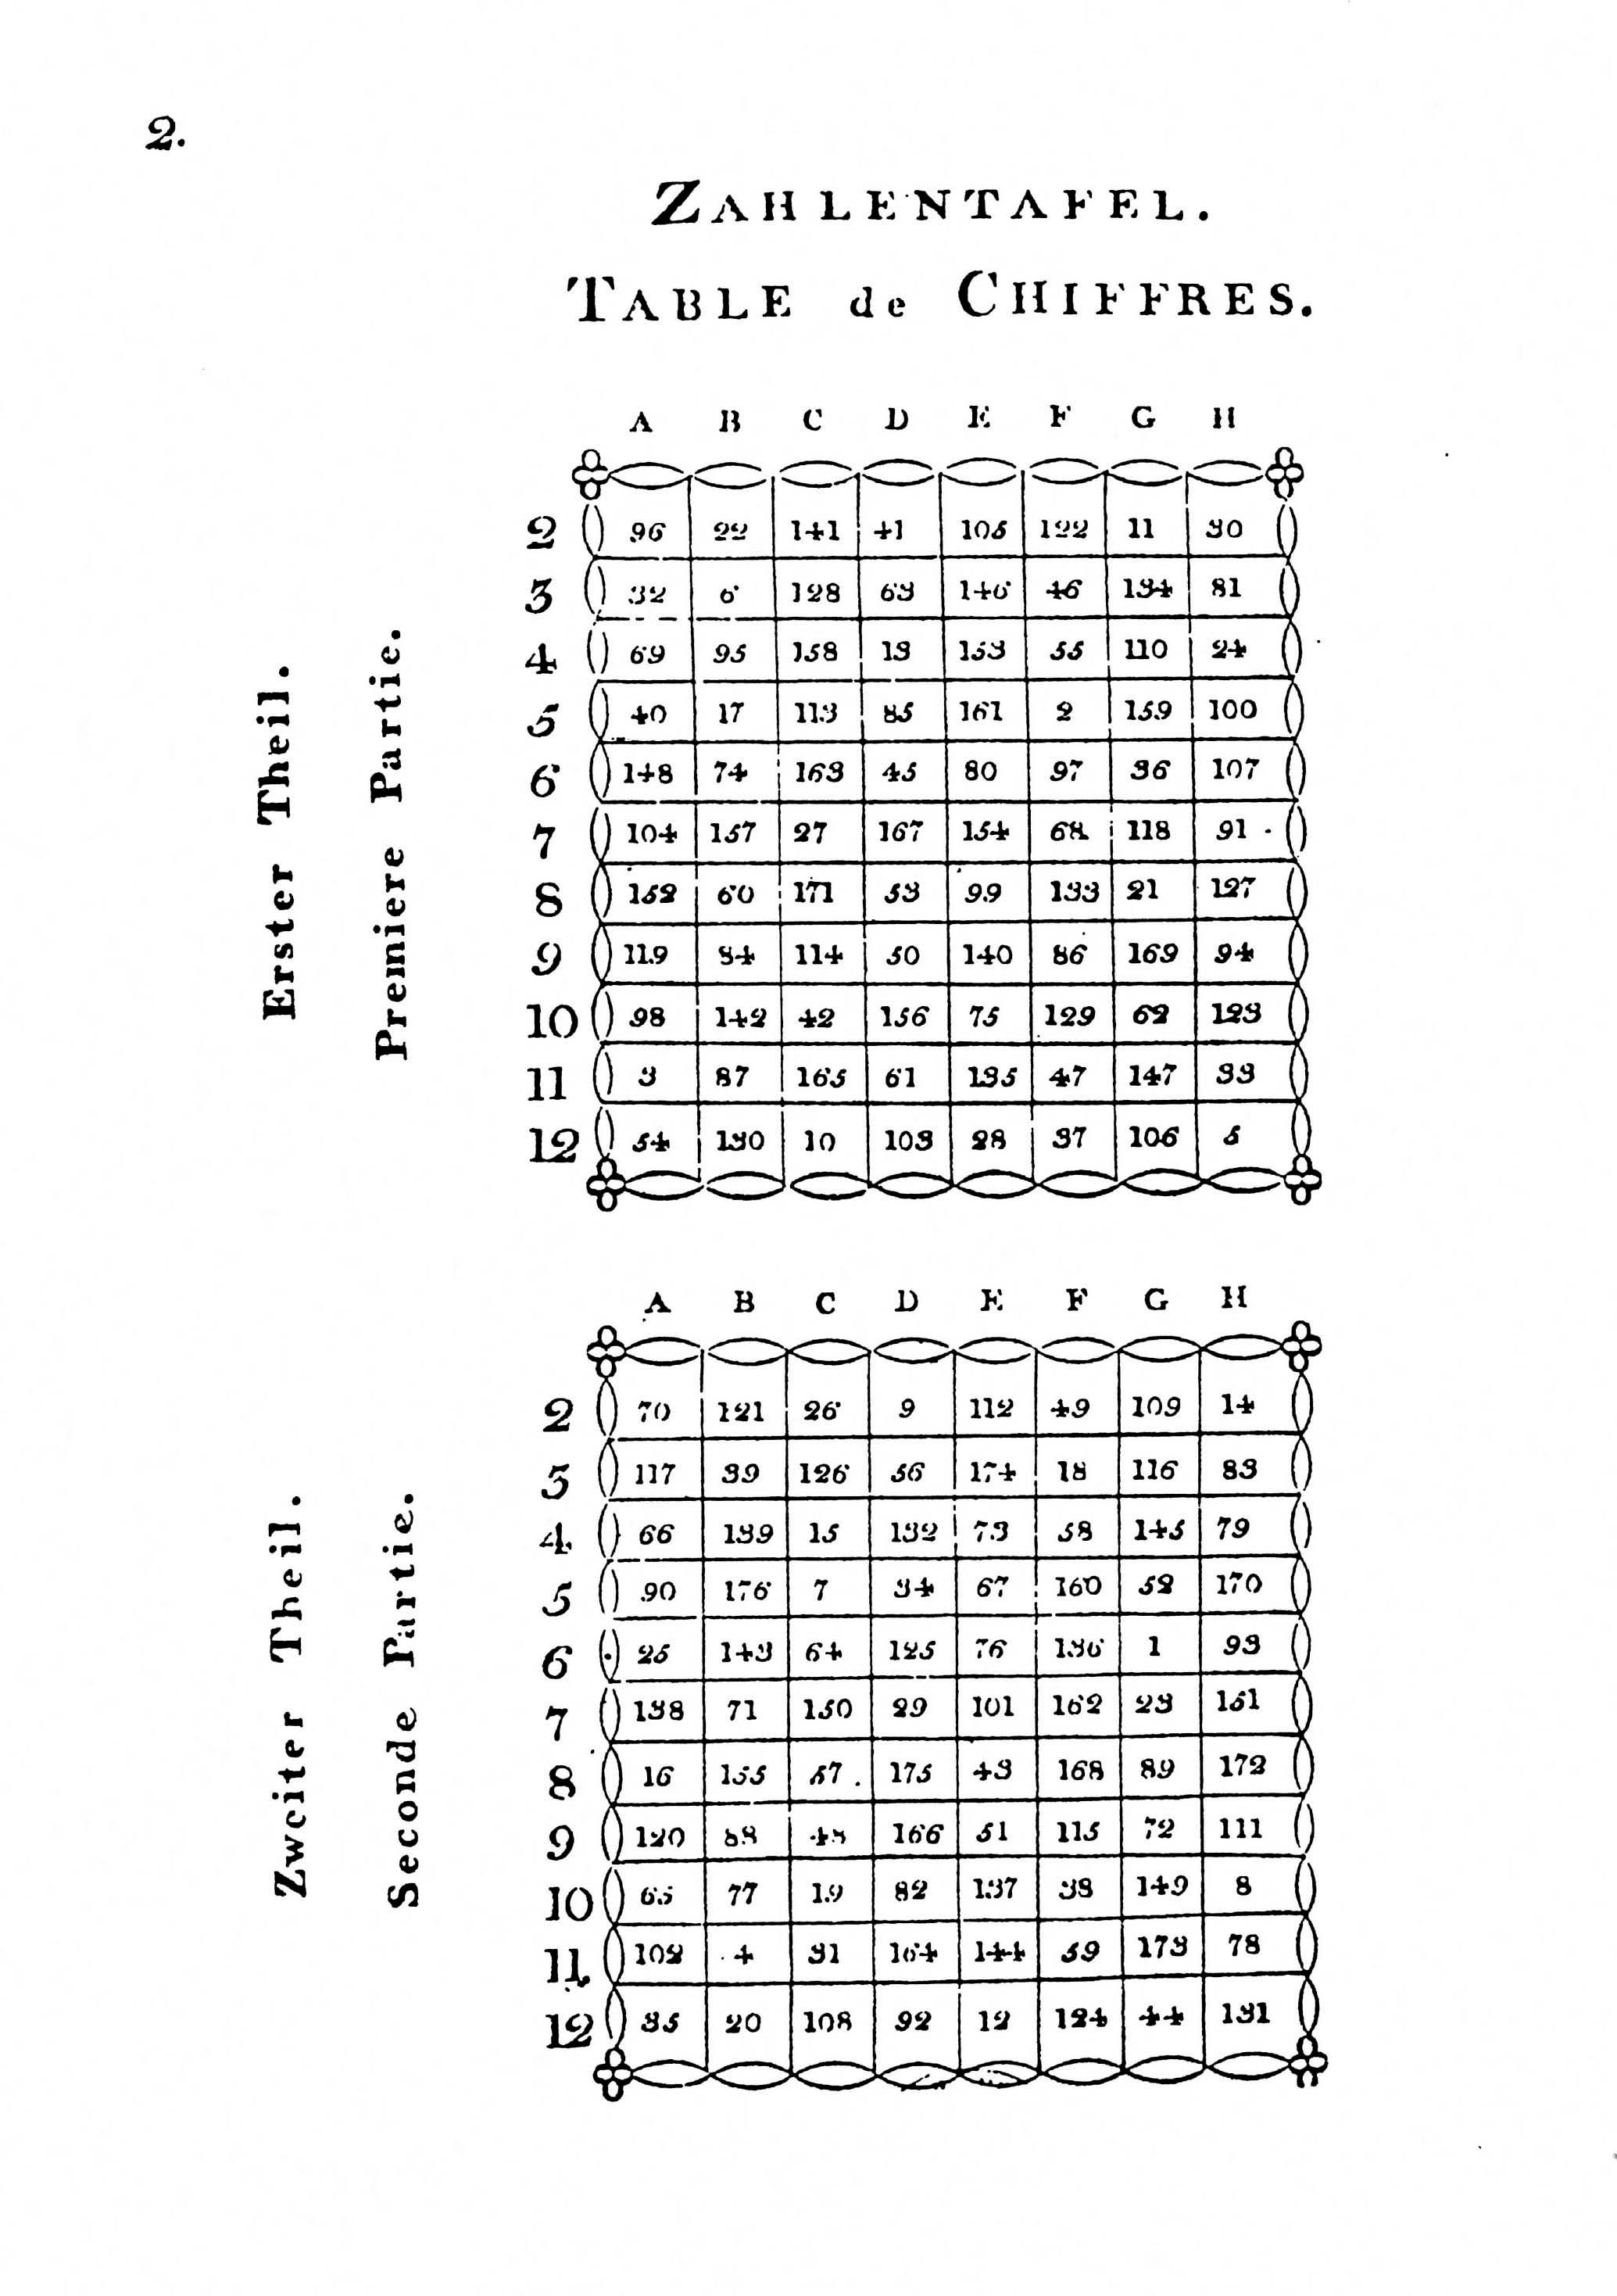 2.
ZAHLENTAFEL.
TABLE de CHIFFRES.
Erster Theil.
Premiere Partie.
A B C D E F G H
2 96 22 141 41 105 122 11 30
3 32 6 128 63 146 46 134 81
4 69 95 158 13 153 55 110 24
5 40 17 113 85 161 2 159 100
6 148 74 163 45 80 97 36 107
7 104 157 27 167 154 68 118 91
8 152 60 171 53 99 133 21 127
9 119 84 114 50 140 86 169 94
10 98 142 42 156 75 129 62 123
11 3 87 165 61 135 47 147 33
12 54 130 10 103 28 37 106 5
Zweiter Theil.
Seconde Partie.
A B C D E F G H
2 70 121 26 9 112 49 109 14
3 117 39 126 56 174 18 116 83
4 66 139 15 132 73 58 145 79
5 90 176 7 34 67 160 52 170
6 25 143 64 125 76 136 1 93
7 138 71 150 29 101 162 23 151
8 16 155 57 175 43 168 89 172
9 120 88 48 166 51 115 72 111
10 65 77 19 82 137 38 149 8
11 102 4 31 164 144 59 173 78
12 35 20 108 92 12 124 44 131